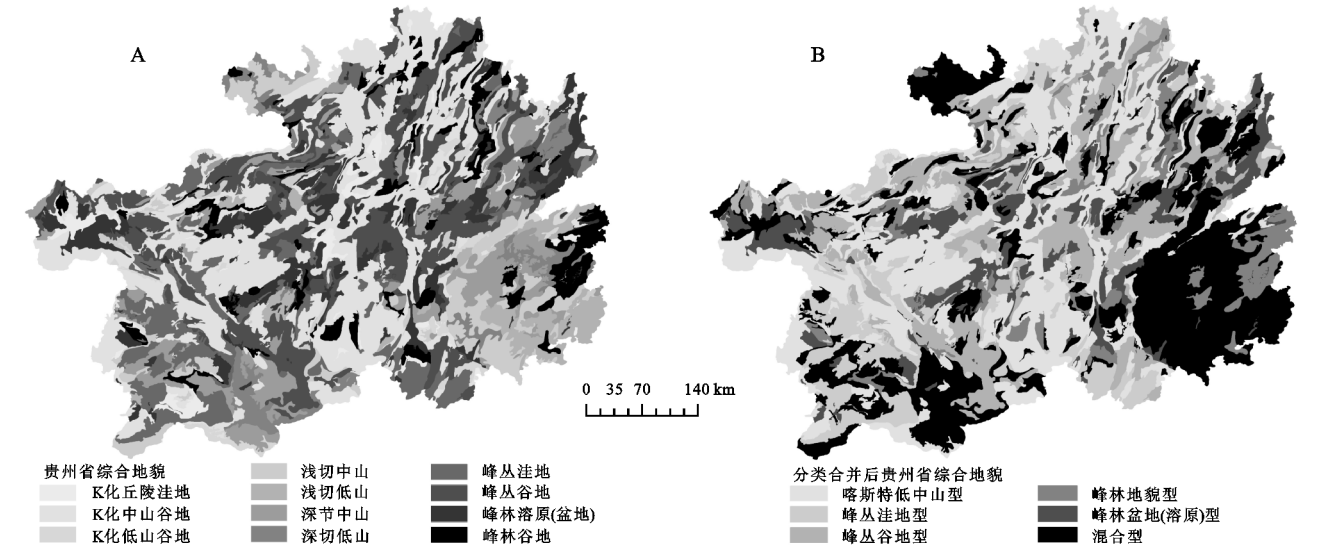 A
B
0 35 70 140 km
贵州省综合地貌
K化丘陵洼地
K化中山谷地
K化低山谷地
浅切中山
浅切低山
深节中山
深切低山
峰丛洼地
峰丛谷地
峰林溶原(盆地)
峰林谷地
分类合并后贵州省综合地貌
喀斯特低中山型
峰丛洼地型
峰丛谷地型
峰林地貌型
峰林盆地(溶原)型
混合型